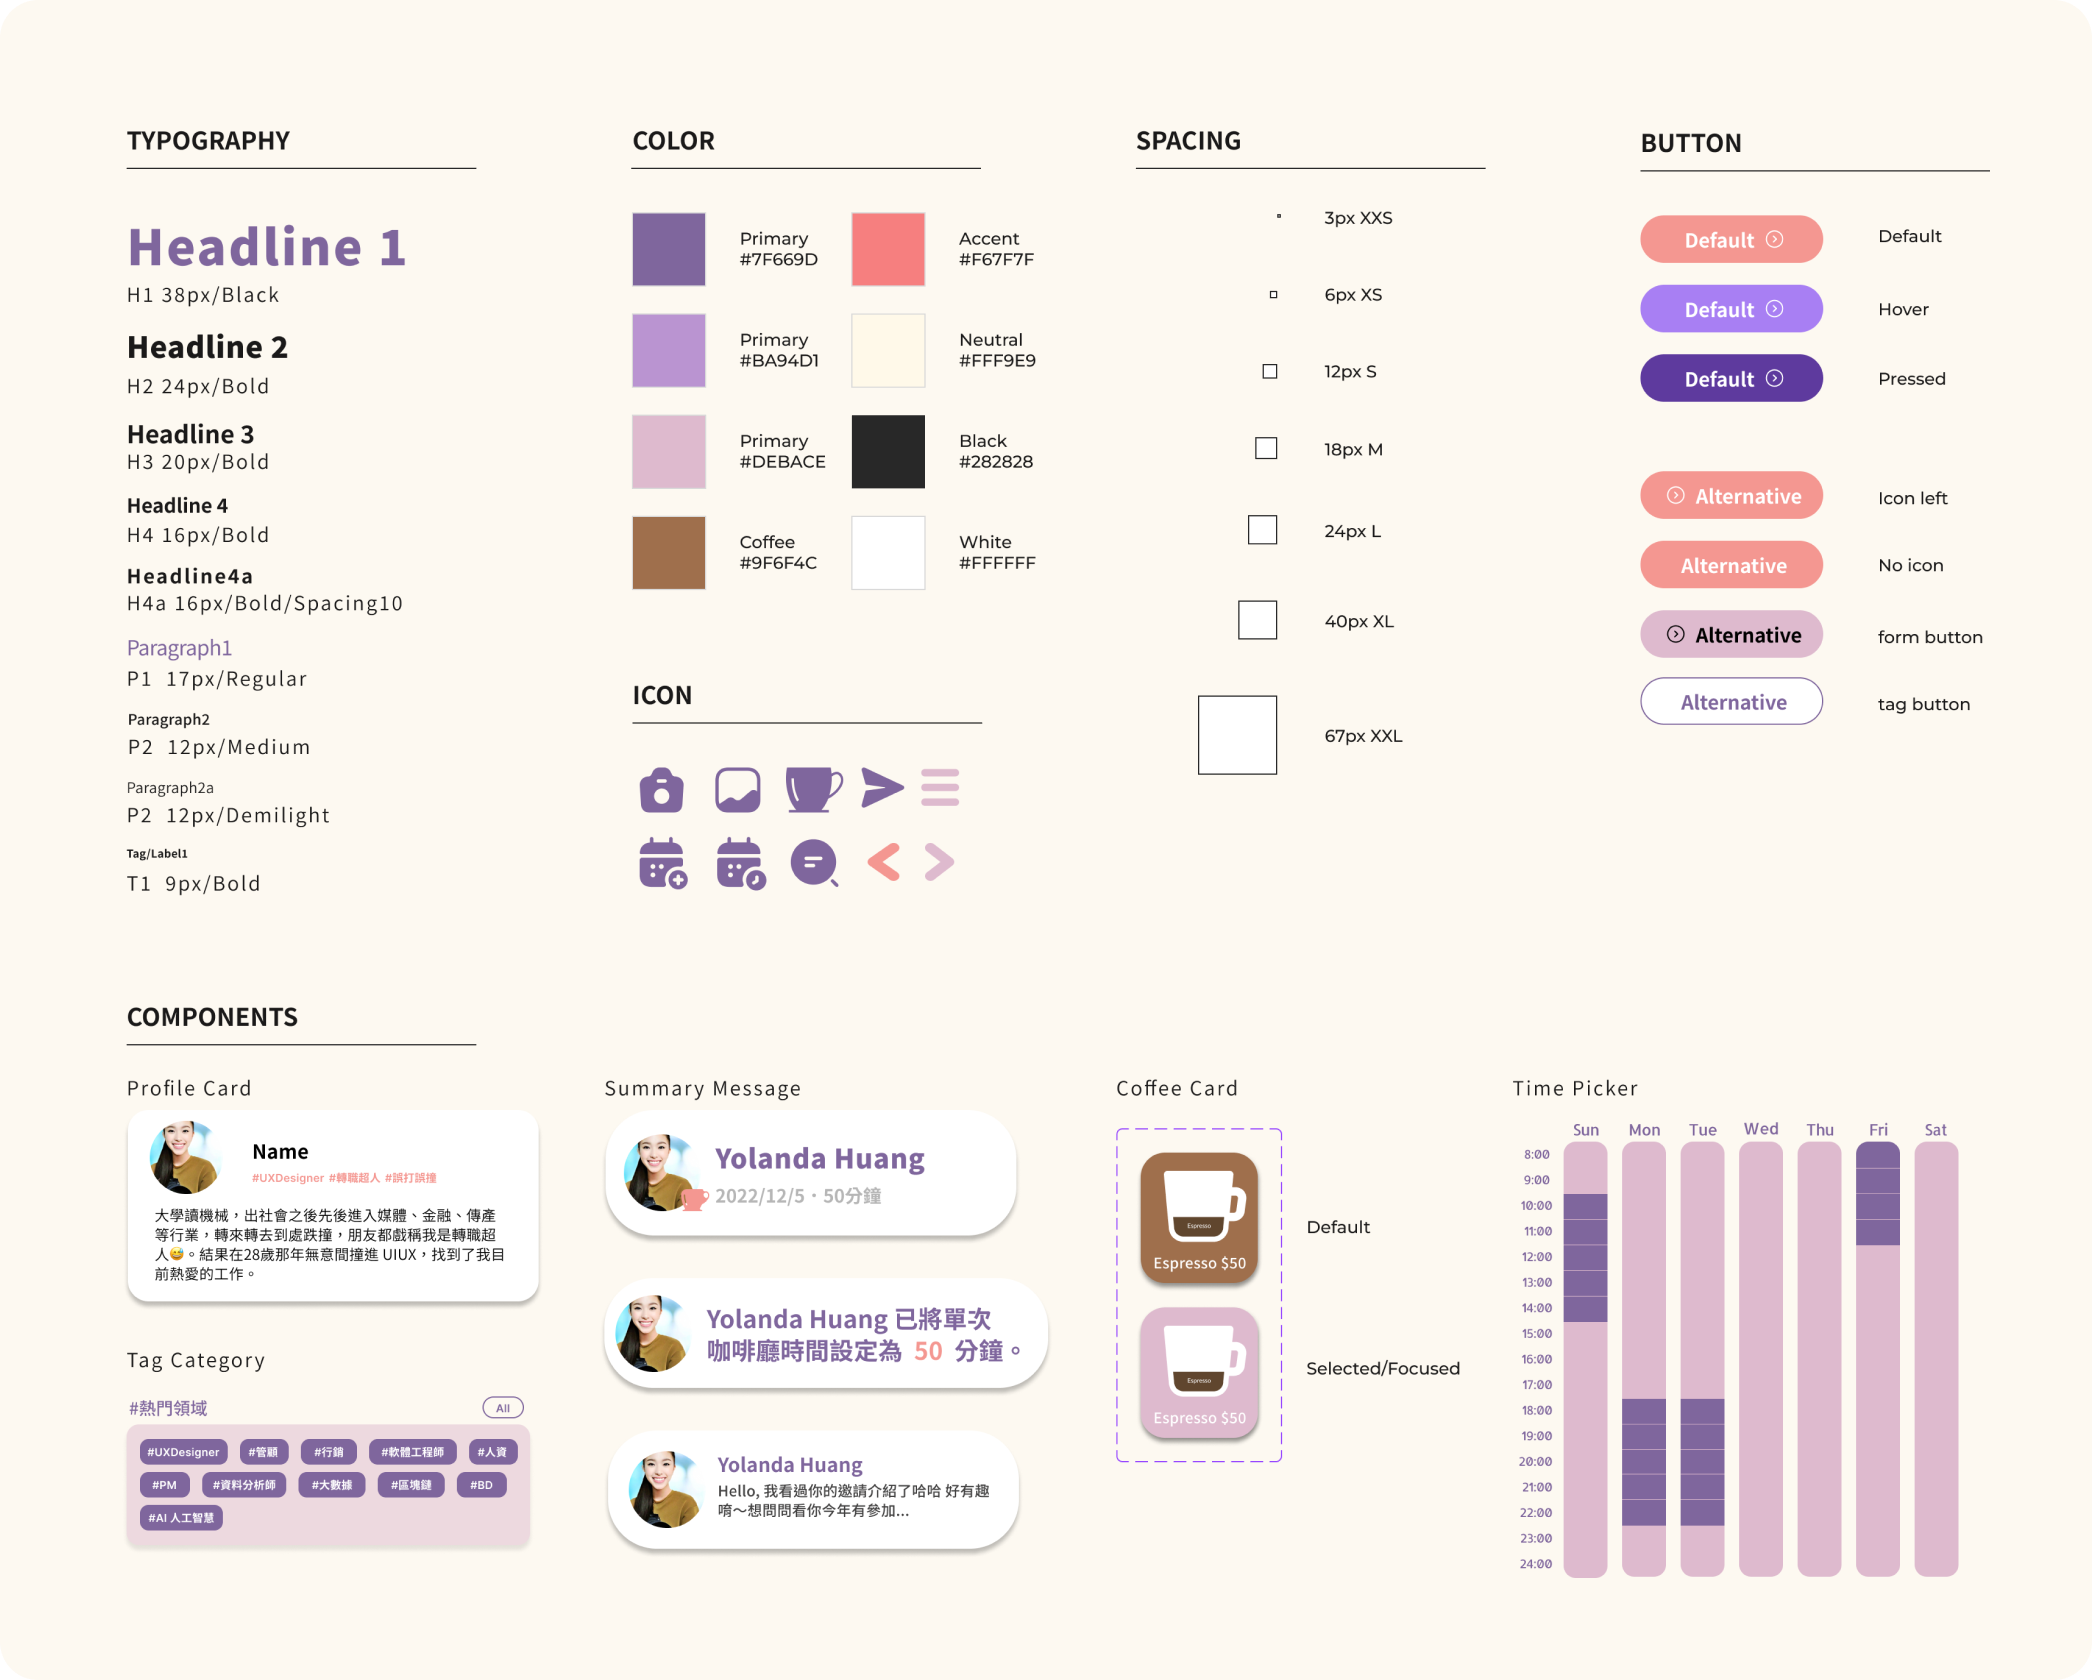 TYPOGRAPHY
Headline 1
H1 38px/Black
Headline 2
H2 24px/Bold
Headline 3
H3 20px/Bold
Headline 4
H4 16px/Bold
Headline4a
H4a 16px/Bold/Spacing10
Paragraph1
P1 17px/Regular
Paragraph2
P2 12px/Medium
Paragraph2a
P2 12px/Demilight
Tag/Label1
T1 9px/Bold
COLOR
Primary
#7F669D
Accent
#F67F7F
Primary
#BA94D1
Neutral
#FFF9E9
Primary
#DEBACE
Black
#282828
Coffee
#9F6F4C
White
#FFFFFF
ICON
SPACING
3px XXS
6px XS
12px S
18px M
24px L
40px XL
67px XXL
BUTTON
Default Default
Default Hover
Default Pressed
Alternative Icon left
Alternative No icon
Alternative form button
Alternative tag button
COMPONENTS
Profile Card
Name
#UXDesigner #轉職超人 #誤打誤撞
大學讀機械，出社會之後先後進入媒體、金融、傳產
等行業，轉來轉去到處跌撞，朋友都戲稱我是轉職超
人😅。結果在28歲那年無意間撞進 UIUX，找到了我目
前熱愛的工作。
Tag Category
#熱門領域 All
#UXDesigner #管顧 #行銷 #軟體工程師 #人資
#PM #資料分析師 #大數據 #區塊鏈 #BD
#AI 人工智慧
Summary Message
Yolanda Huang
2022/12/5・50分鐘
Yolanda Huang 已將單次
咖啡廳時間設定為 50 分鐘。
Yolanda Huang
Hello, 我看過你的邀請介紹了哈哈 好有趣
唷～想問問看你今年有參加...
Coffee Card
Espresso
Espresso $50
Default
Espresso
Espresso $50
Selected/Focused
Time Picker
Sun Mon Tue Wed Thu Fri Sat
8:00
9:00
10:00
11:00
12:00
13:00
14:00
15:00
16:00
17:00
18:00
19:00
20:00
21:00
22:00
23:00
24:00